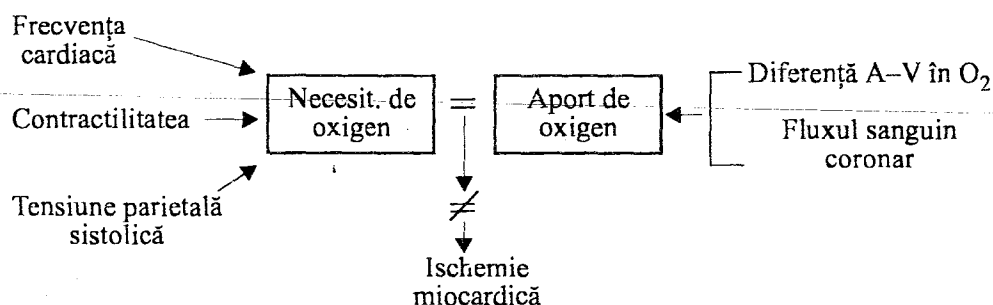 Frecvența
cardiacă
Contractilitatea
Tensiune parietală
sistolică
Necesit. de
oxigen
=
Aport de
oxigen
Diferență A–V în O₂
Fluxul sanguin
coronar
≠
Ischemie
miocardică